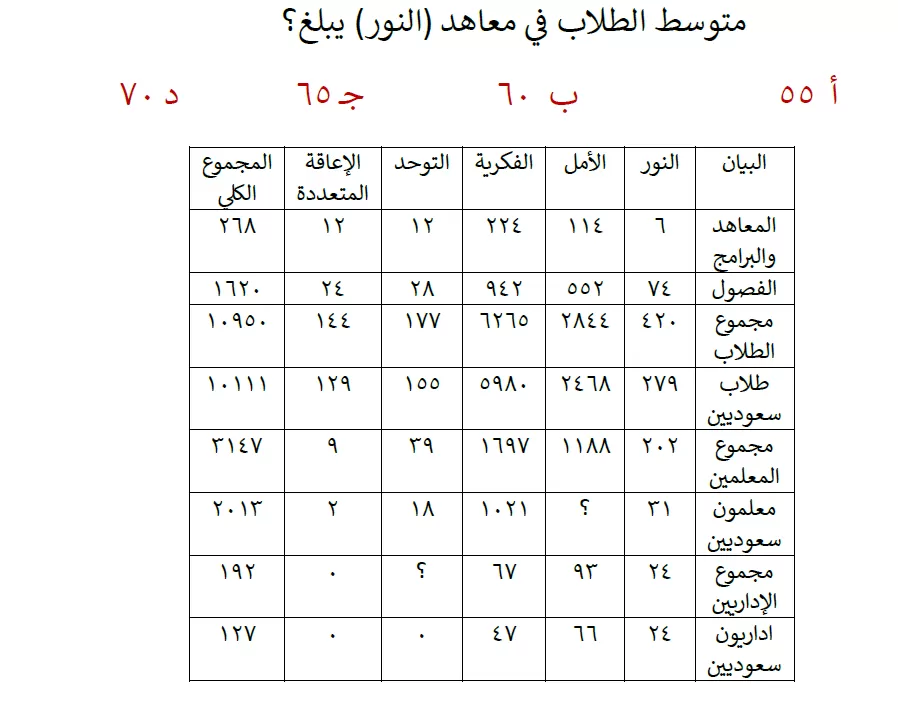 متوسط الطلاب في معاهد (النور) يبلغ؟
أ ٥٥ ب ٦٠ جـ ٦٥ د ٧٠
البيان النور الأمل الفكرية التوحد الإعاقة المتعددة المجموع الكلي
المعاهد والبرامج ٦ ١١٤ ٢٢٤ ١٢ ١٢ ٢٦٨
الفصول ٧٤ ٥٥٢ ٩٤٢ ٢٨ ٢٤ ١٦٢٠
مجموع الطلاب ٤٢٠ ٢٨٤٤ ٦٢٦٥ ١٧٧ ١٤٤ ١٠٩٥٠
طلاب سعوديين ٢٧٩ ٢٤٦٨ ٥٩٨٠ ١٥٥ ١٢٩ ١٠١١١
مجموع المعلمين ٢٠٢ ١١٨٨ ١٦٩٧ ٣٩ ٩ ٣١٤٧
معلمون سعوديين ٣١ ؟ ١٠٢١ ١٨ ٢ ٢٠١٣
مجموع الإداريين ٢٤ ٩٣ ٦٧ ؟ ٠ ١٩٢
اداريون سعوديين ٢٤ ٦٦ ٤٧ ٠ ٠ ١٢٧